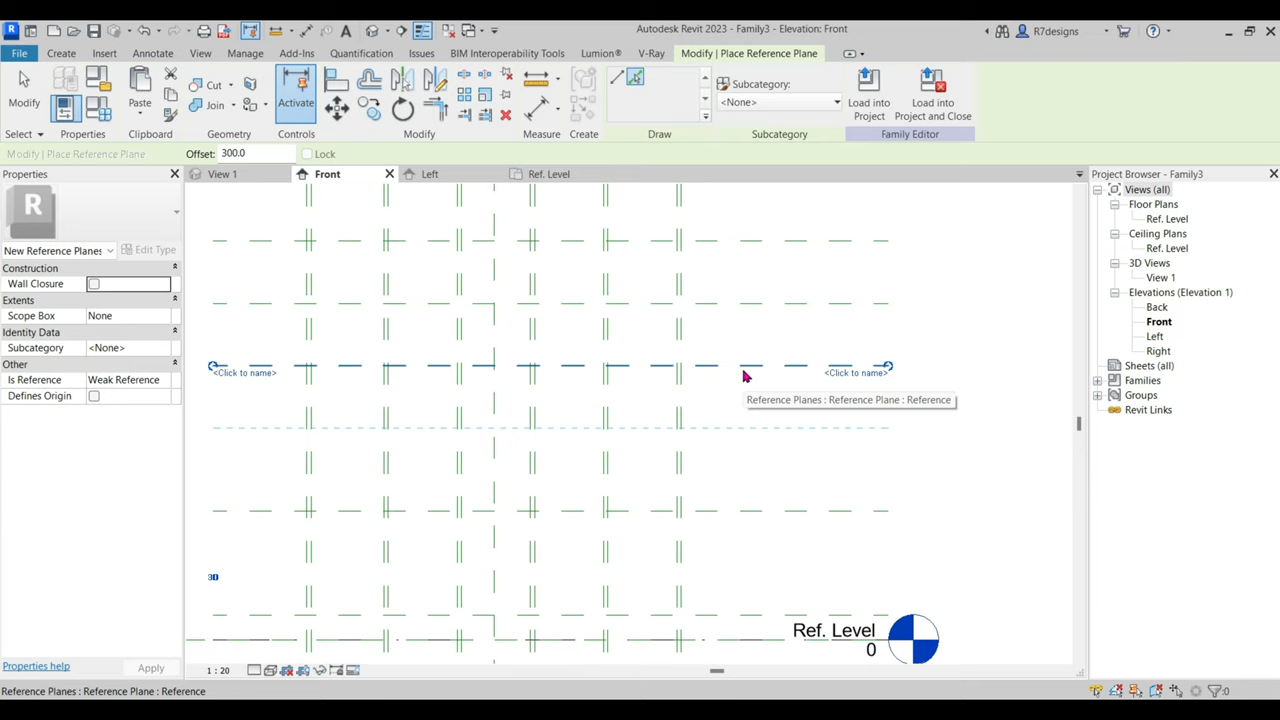 Autodesk Revit 2023 - Family3 - Elevation: Front
R7designs
File Create Insert Annotate View Manage Add-Ins Quantification Issues BIM Interoperability Tools Lumion® V-Ray Modify | Place Reference Plane
Modify Paste Cut Join Activate Subcategory: <None> Load into Project Load into Project and Close
Select Properties Clipboard Geometry Controls Modify Measure Create Draw Subcategory Family Editor
Modify | Place Reference Plane Offset: 300.0 Lock
Properties View 1 Front Left Ref. Level Project Browser - Family3
R
New Reference Planes Edit Type
Construction
Wall Closure
Extents
Scope Box None
Identity Data
Subcategory <None>
Other
Is Reference Weak Reference
Defines Origin
Properties help Apply
<Click to name> <Click to name>
Reference Planes : Reference Plane : Reference
3D
Ref. Level
0
1 : 20
Views (all)
Floor Plans
Ref. Level
Ceiling Plans
Ref. Level
3D Views
View 1
Elevations (Elevation 1)
Back
Front
Left
Right
Sheets (all)
Families
Groups
Revit Links
Reference Planes : Reference Plane : Reference
:0